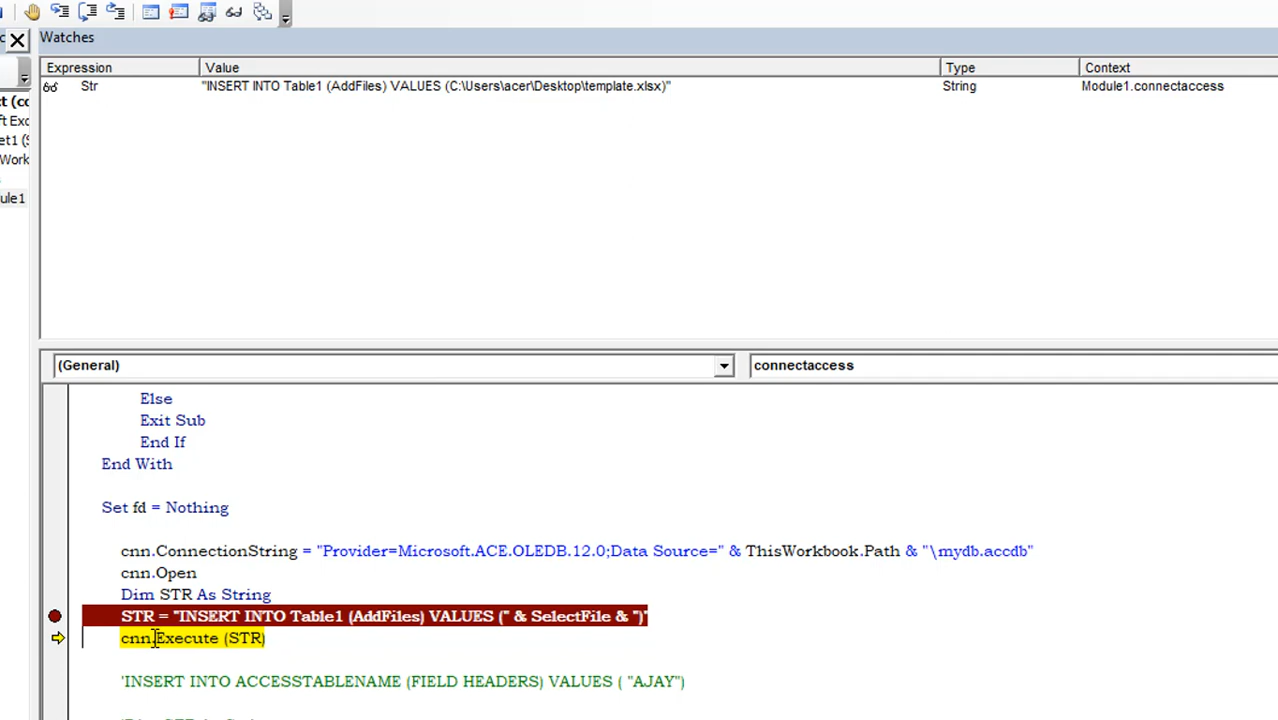 Watches
Expression Value Type Context
Str "INSERT INTO Table1 (AddFiles) VALUES (C:\Users\acer\Desktop\template.xlsx)" String Module1.connectaccess
(General) connectaccess
Else
Exit Sub
End If
End With
Set fd = Nothing
cnn.ConnectionString = "Provider=Microsoft.ACE.OLEDB.12.0;Data Source=" & ThisWorkbook.Path & "\mydb.accdb"
cnn.Open
Dim STR As String
STR = "INSERT INTO Table1 (AddFiles) VALUES (" & SelectFile & ")"
cnn.Execute (STR)
'INSERT INTO ACCESSTABLENAME (FIELD HEADERS) VALUES ( "AJAY")